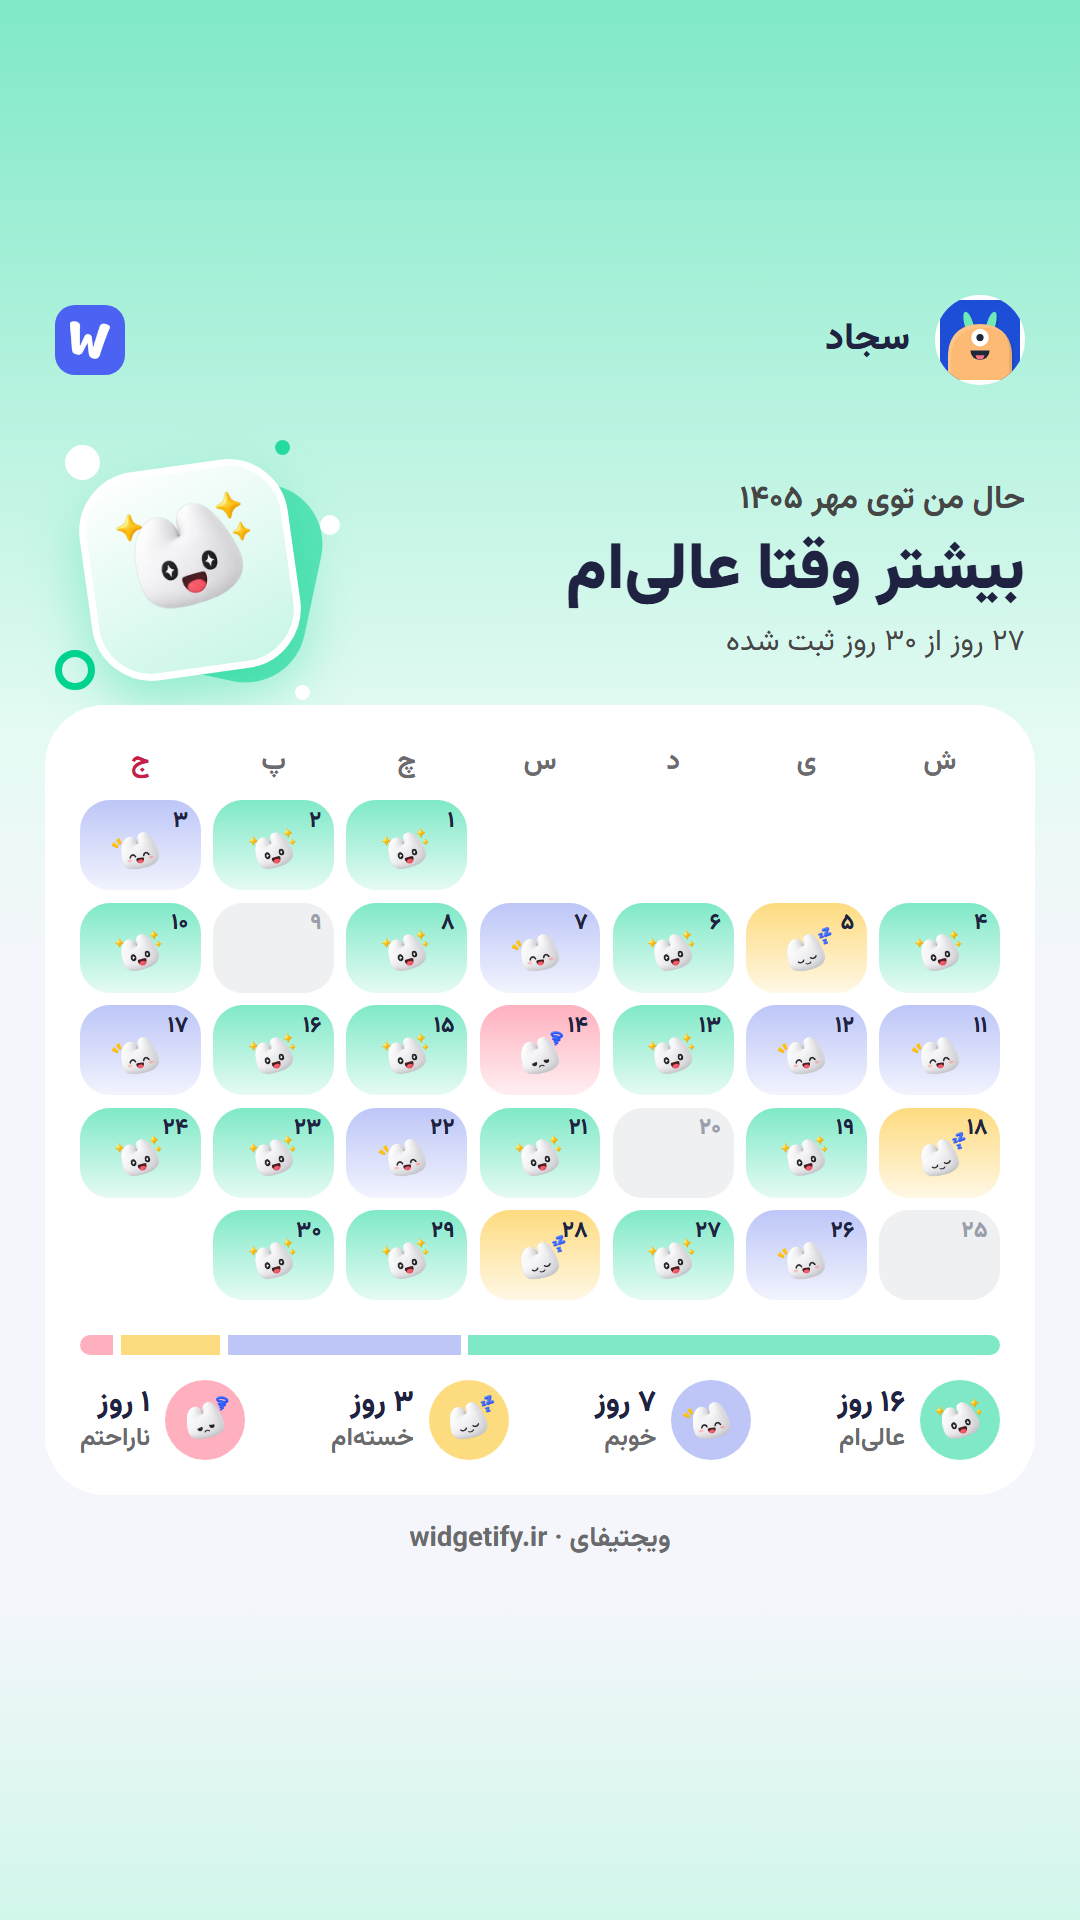 سجاد
W
حال من توی مهر ۱۴۰۵
بیشتر وقتا عالی‌ام
۲۷ روز از ۳۰ روز ثبت شده
ش ی د س چ پ ج
۱ ۲ ۳
۴ ۵ ۶ ۷ ۸ ۹ ۱۰
۱۱ ۱۲ ۱۳ ۱۴ ۱۵ ۱۶ ۱۷
۱۸ ۱۹ ۲۰ ۲۱ ۲۲ ۲۳ ۲۴
۲۵ ۲۶ ۲۷ ۲۸ ۲۹ ۳۰
۱۶ روز ۷ روز ۳ روز ۱ روز
عالی‌ام خوبم خسته‌ام ناراحتم
ویجتیفای · widgetify.ir